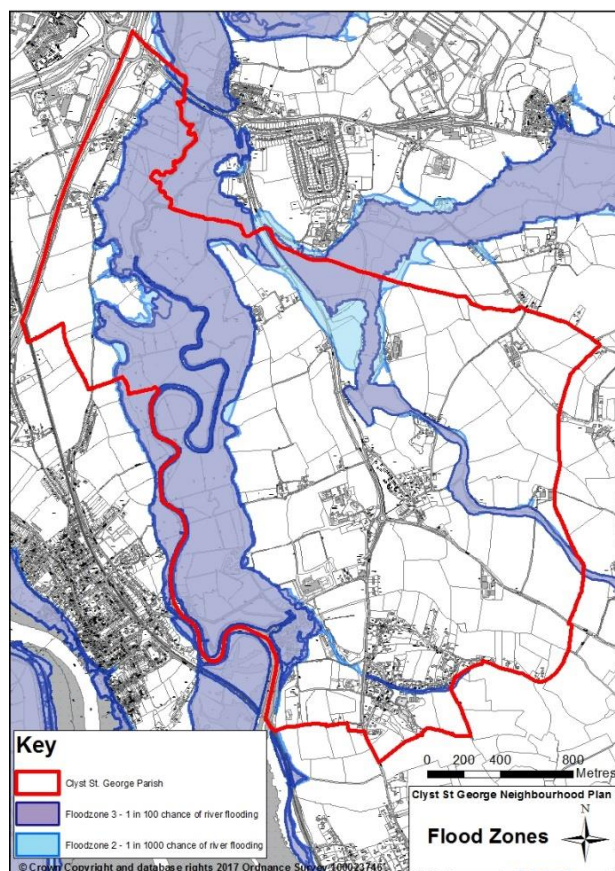 Key
Clyst St. George Parish
Floodzone 3 - 1 in 100 chance of river flooding
Floodzone 2 - 1 in 1000 chance of river flooding
0 200 400 800
Metres
Clyst St George Neighbourhood Plan
Flood Zones
N
© Crown Copyright and database rights 2017 Ordnance Survey 100023746